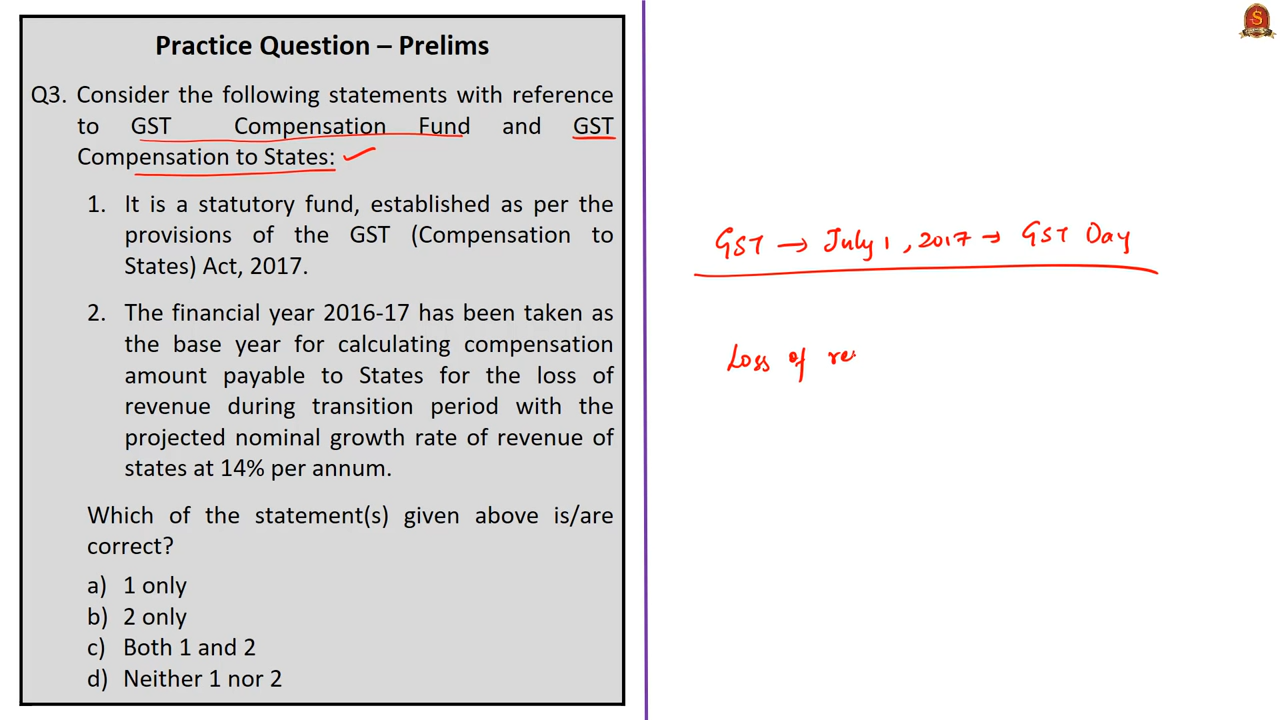 Practice Question – Prelims
Q3. Consider the following statements with reference
to GST Compensation Fund and GST
Compensation to States:
1. It is a statutory fund, established as per the
provisions of the GST (Compensation to
States) Act, 2017.
2. The financial year 2016-17 has been taken as
the base year for calculating compensation
amount payable to States for the loss of
revenue during transition period with the
projected nominal growth rate of revenue of
states at 14% per annum.
Which of the statement(s) given above is/are
correct?
a) 1 only
b) 2 only
c) Both 1 and 2
d) Neither 1 nor 2
GST → July 1, 2017 → GST Day
Loss of re